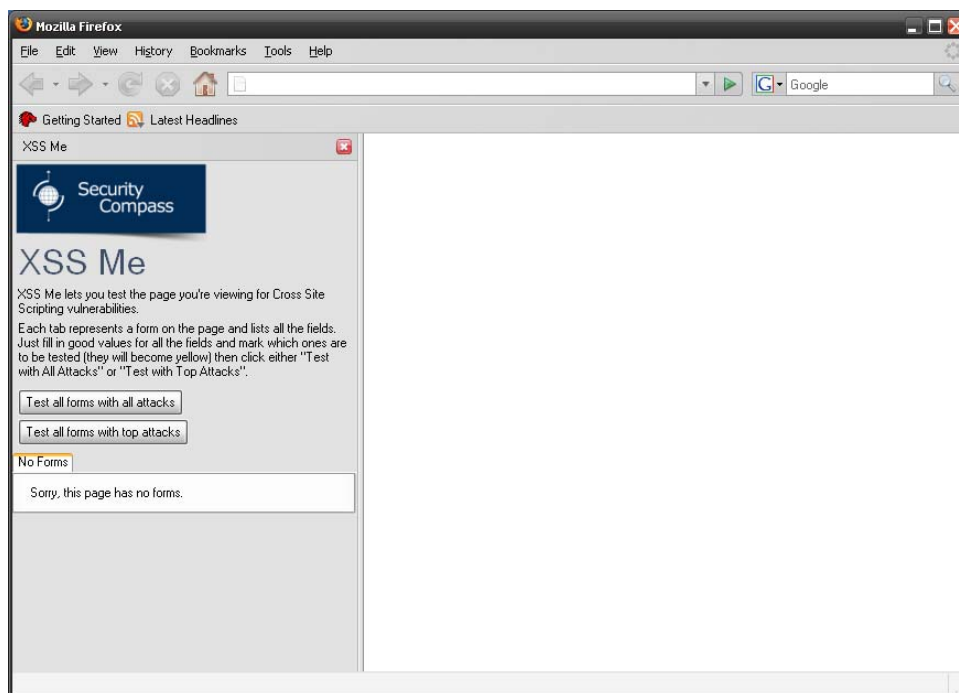 Mozilla Firefox
File Edit View History Bookmarks Tools Help
G Google
Getting Started Latest Headlines
XSS Me
Security
Compass
XSS Me
XSS Me lets you test the page you're viewing for Cross Site
Scripting vulnerabilities.
Each tab represents a form on the page and lists all the fields.
Just fill in good values for all the fields and mark which ones are
to be tested (they will become yellow) then click either "Test
with All Attacks" or "Test with Top Attacks".
Test all forms with all attacks
Test all forms with top attacks
No Forms
Sorry, this page has no forms.